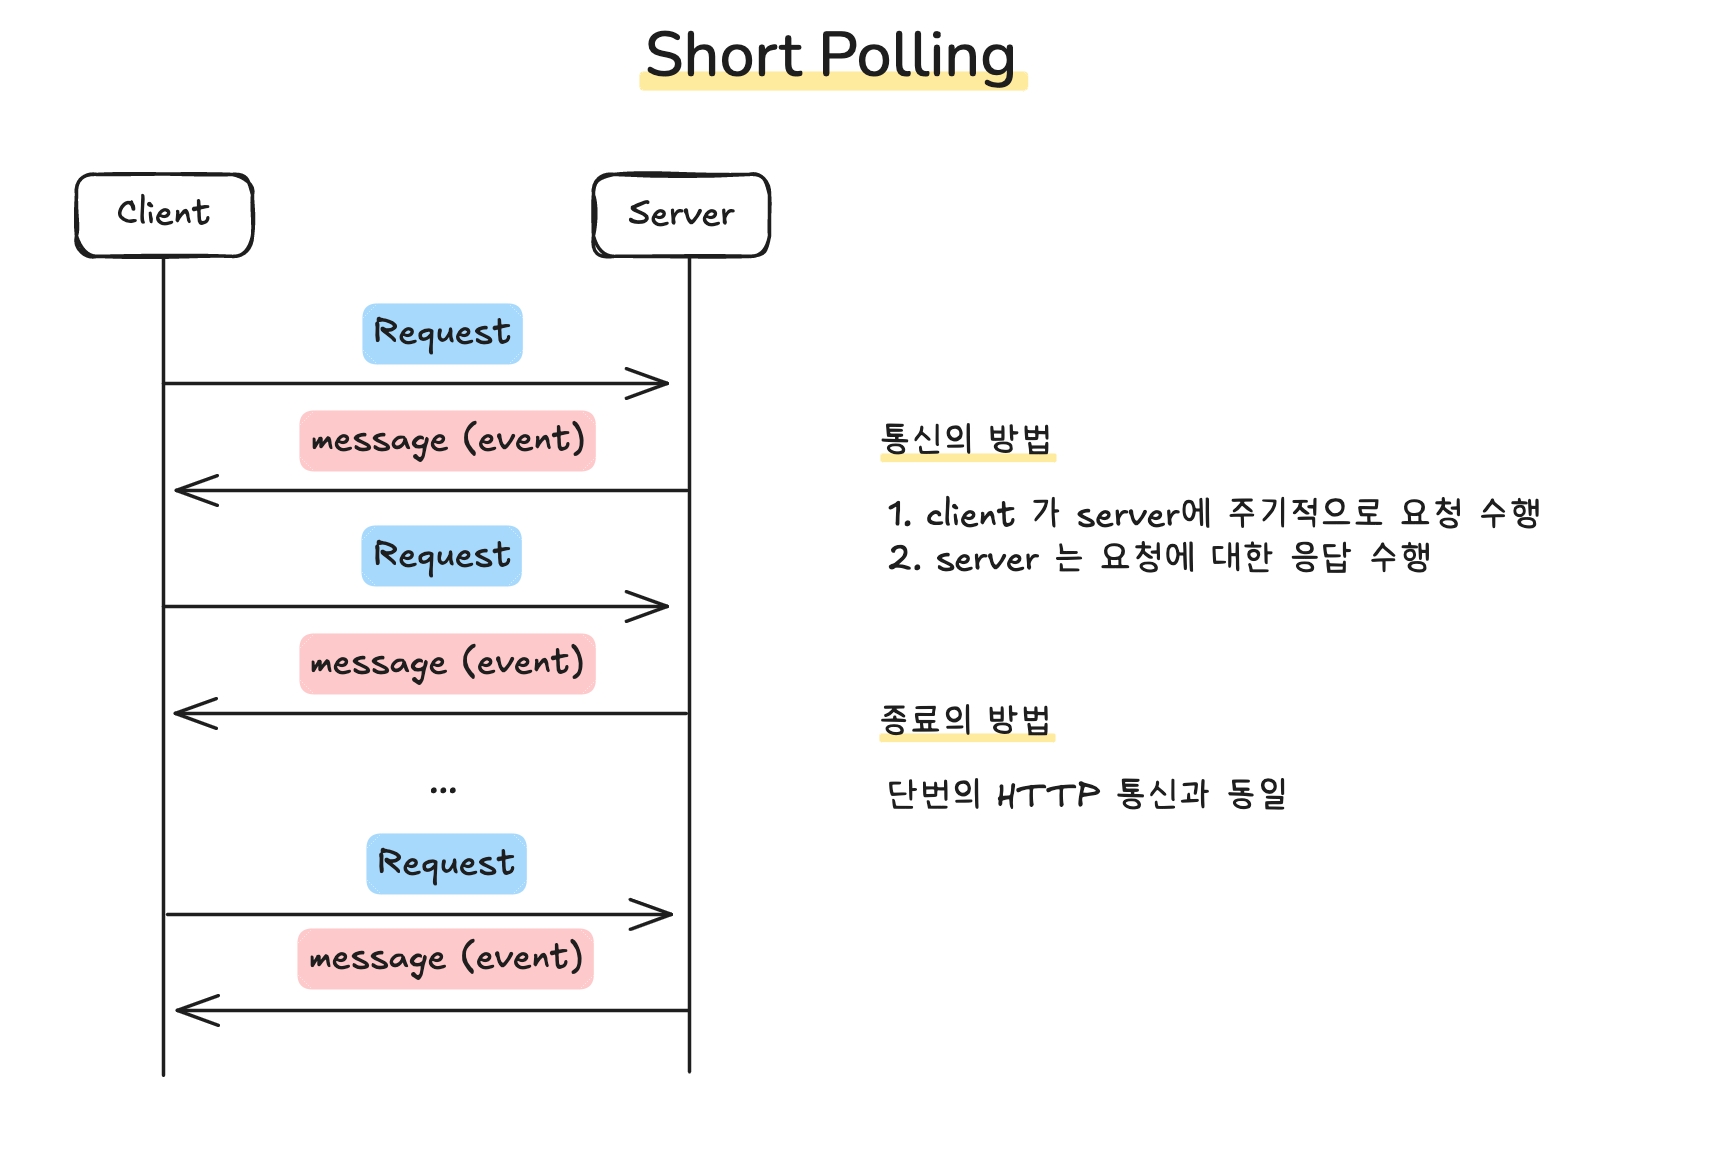 Short Polling
Client
Server
Request
message (event)
Request
message (event)
...
Request
message (event)
통신의 방법
1. client 가 server에 주기적으로 요청 수행
2. server 는 요청에 대한 응답 수행
종료의 방법
단번의 HTTP 통신과 동일